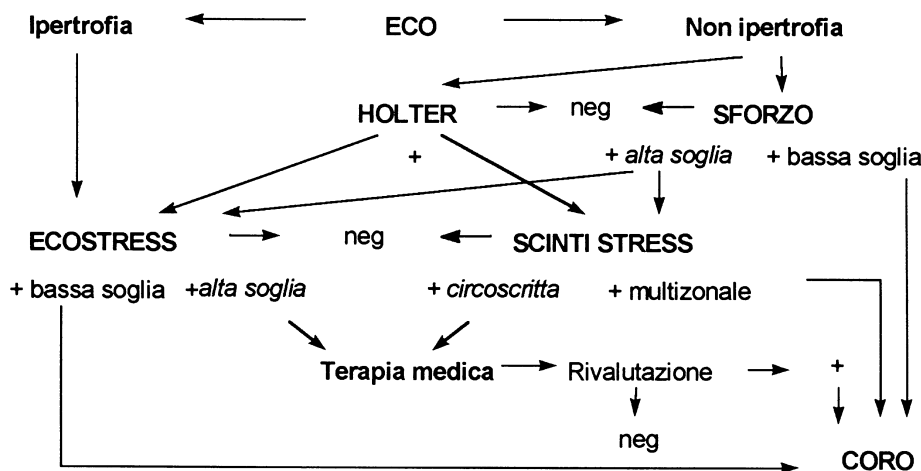 Ipertrofia ECO Non ipertrofia
HOLTER neg SFORZO
+ + alta soglia + bassa soglia
ECOSTRESS neg SCINTI STRESS
+ bassa soglia +alta soglia + circoscritta + multizonale
Terapia medica Rivalutazione +
neg
CORO